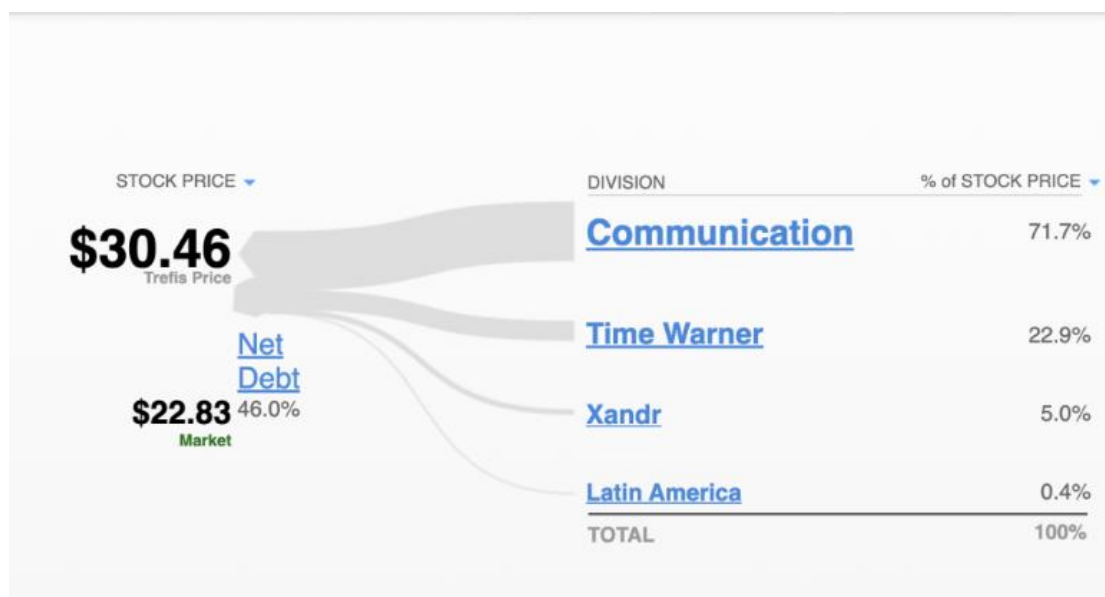 STOCK PRICE
DIVISION % of STOCK PRICE
$30.46
Trefis Price
Communication 71.7%
Time Warner 22.9%
Net
Debt
46.0%
$22.83
Market
Xandr 5.0%
Latin America 0.4%
TOTAL 100%